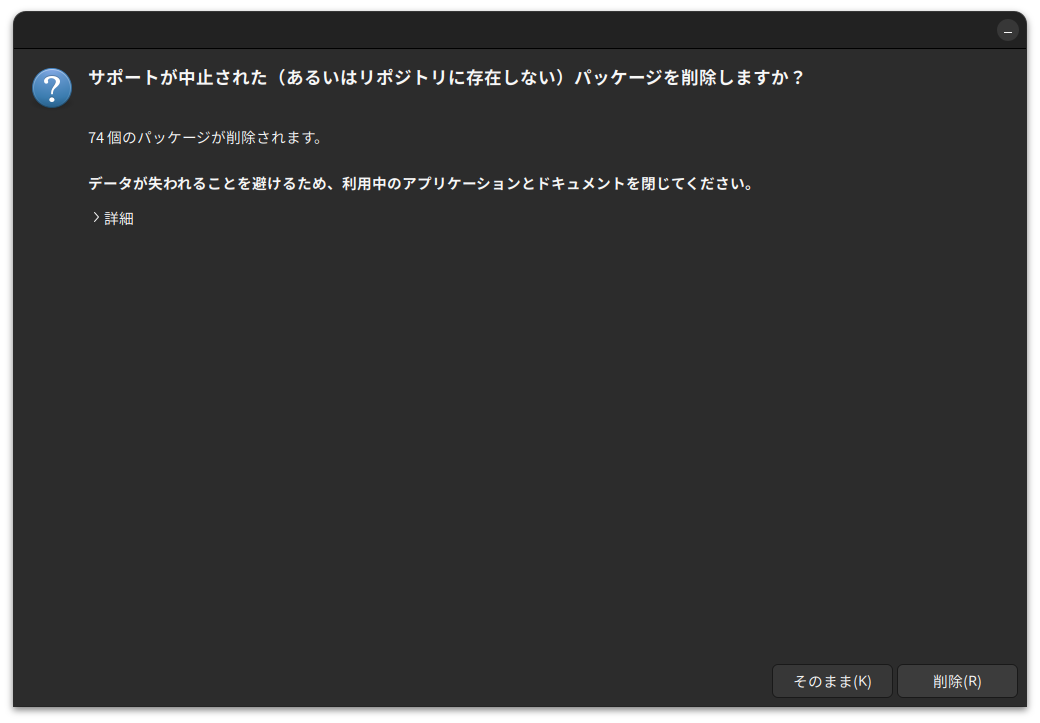 サポートが中止された（あるいはリポジトリに存在しない）パッケージを削除しますか？
74 個のパッケージが削除されます。
データが失われることを避けるため、利用中のアプリケーションとドキュメントを閉じてください。
詳細
そのまま(K)
削除(R)